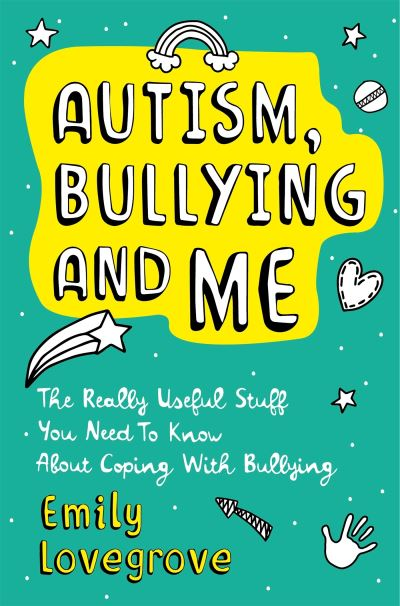 AUTISM,
BULLYING
AND ME
The Really Useful Stuff
You Need To Know
About Coping With Bullying
Emily
Lovegrove